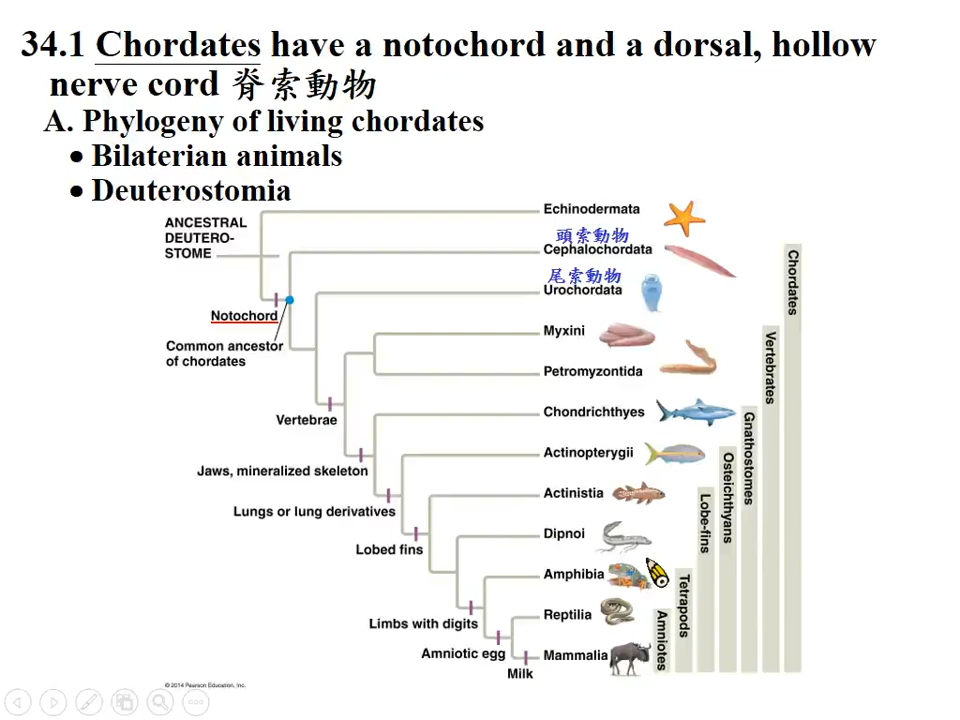 34.1 Chordates have a notochord and a dorsal, hollow
nerve cord 脊索動物
A. Phylogeny of living chordates
• Bilaterian animals
• Deuterostomia
ANCESTRAL
DEUTERO-
STOME
Notochord
Common ancestor
of chordates
Vertebrae
Jaws, mineralized skeleton
Lungs or lung derivatives
Lobed fins
Limbs with digits
Amniotic egg
Milk
Echinodermata
頭索動物
Cephalochordata
尾索動物
Urochordata
Myxini
Petromyzontida
Chondrichthyes
Actinopterygii
Actinistia
Dipnoi
Amphibia
Reptilia
Mammalia
Chordates
Vertebrates
Gnathostomes
Osteichthyans
Lobe-fins
Tetrapods
Amniotes
© 2014 Pearson Education, Inc.